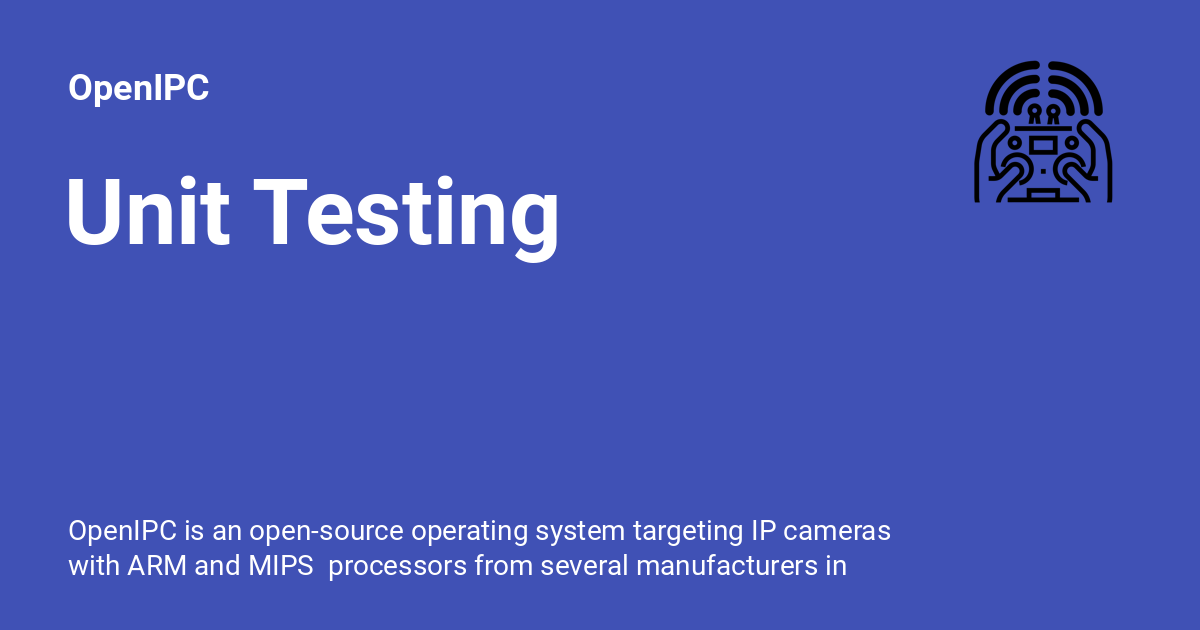 OpenIPC
Unit Testing
OpenIPC is an open-source operating system targeting IP cameras
with ARM and MIPS  processors from several manufacturers in